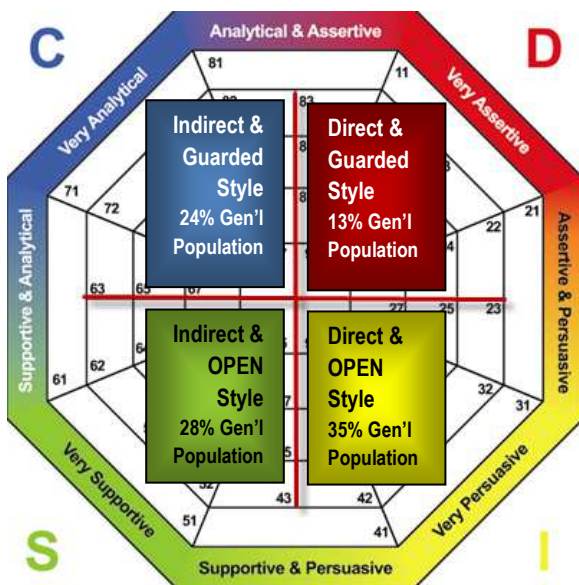 C
D
Analytical & Assertive
Very Analytical
Very Assertive
81
11
83
Indirect &
Guarded
Style
24% Gen'l
Population
Direct &
Guarded
Style
13% Gen'l
Population
71
72
21
22
Supportive & Analytical
Assertive & Persuasive
63
65
67
27
25
23
Indirect &
OPEN
Style
28% Gen'l
Population
Direct &
OPEN
Style
35% Gen'l
Population
61
62
64
32
31
Very Supportive
Very Persuasive
52
51
43
42
41
Supportive & Persuasive
S
I